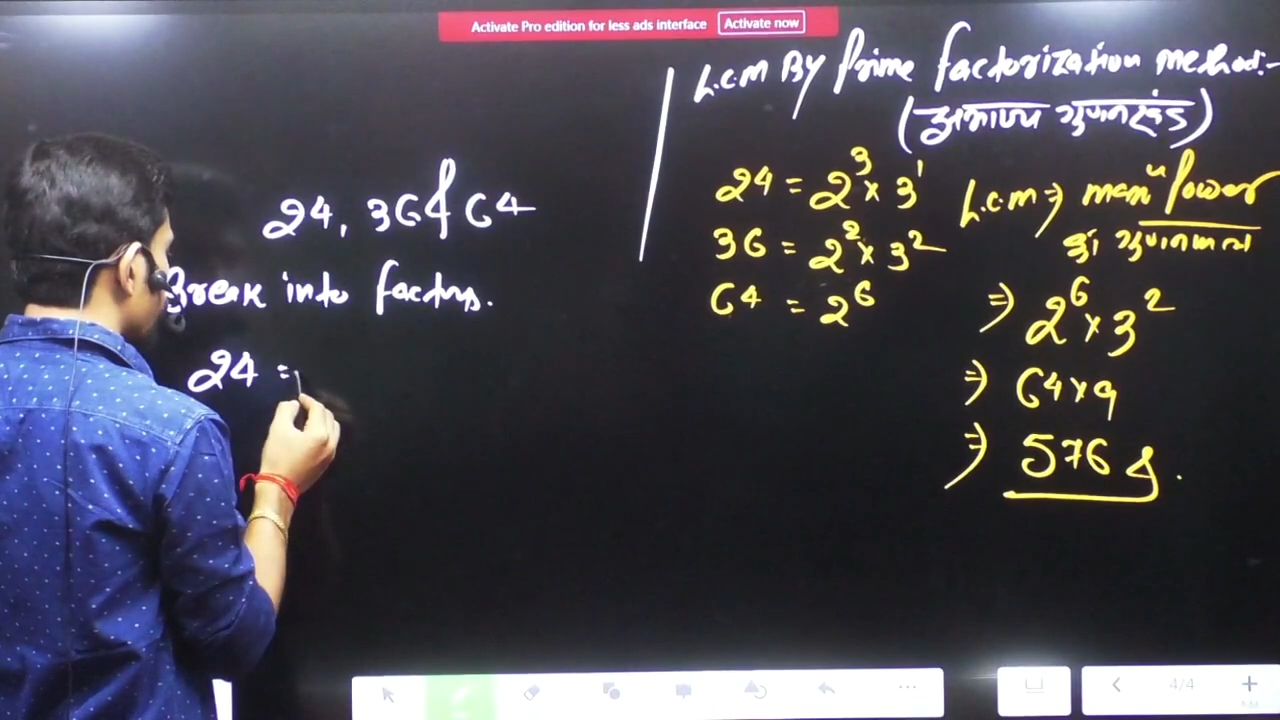 Activate Pro edition for less ads interface Activate now
24, 36 & 64
Break into factors.
24 =
L.C.M By Prime factorization method:-
(अभाज्य गुणनखंड)
24 = 2³ × 3¹
36 = 2² × 3²
64 = 2⁶
L.C.M ⇒ maxᵐ Power
का गुणनफल
⇒ 2⁶ × 3²
⇒ 64 × 9
⇒ 576
4/4